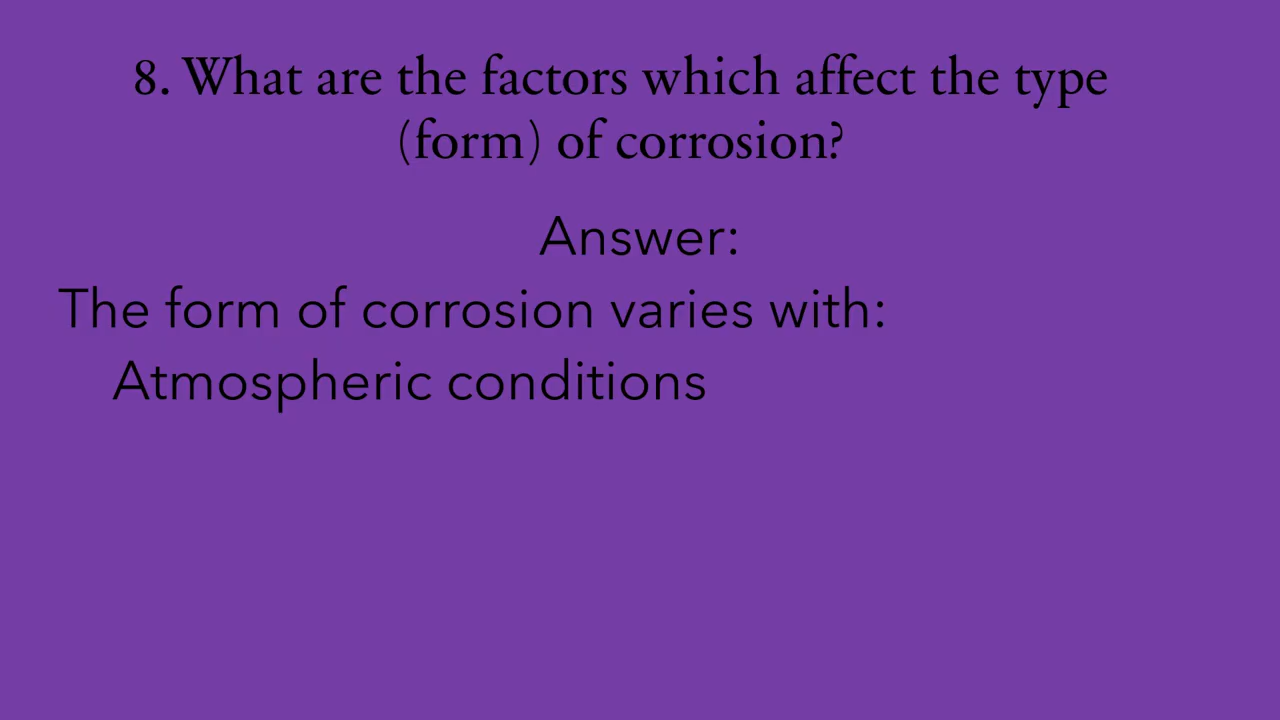 8. What are the factors which affect the type
(form) of corrosion?
Answer:
The form of corrosion varies with:
Atmospheric conditions